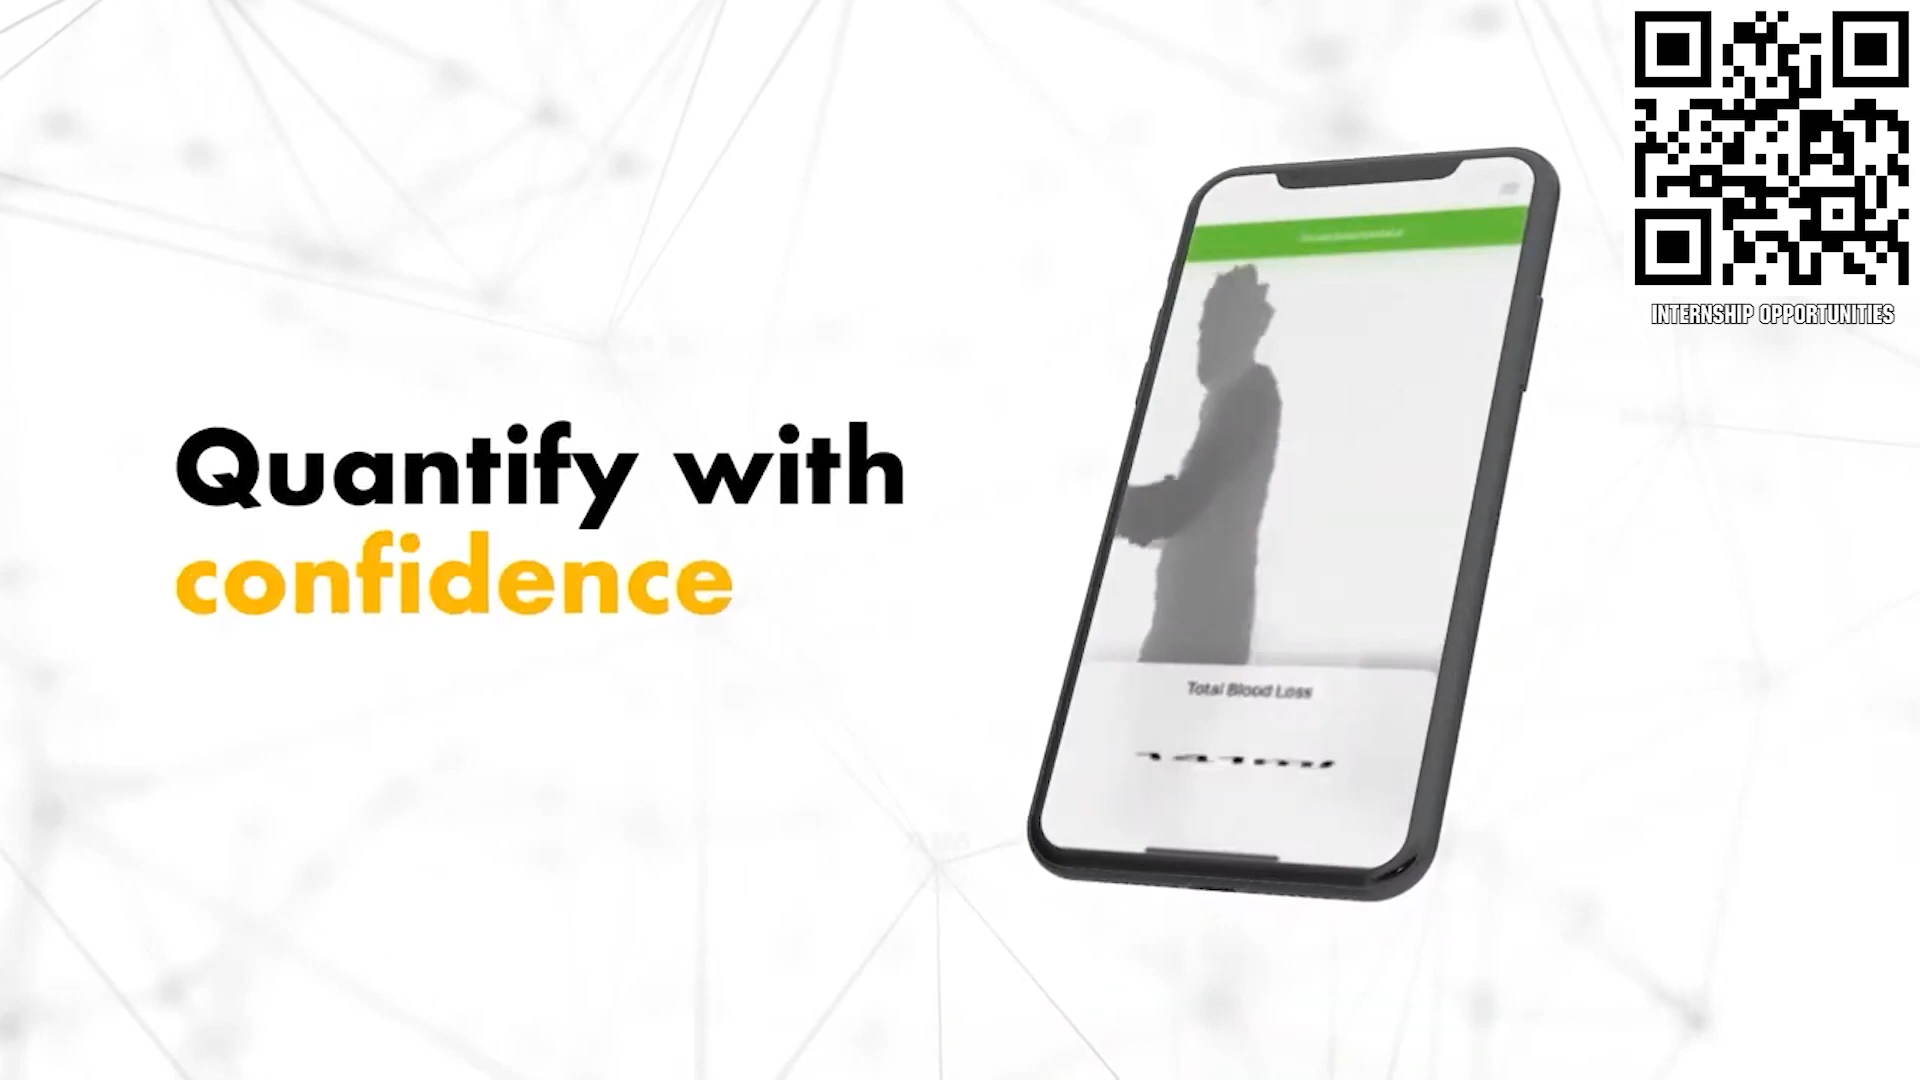 INTERNSHIP OPPORTUNITIES
Quantify with
confidence
Total Blood Loss